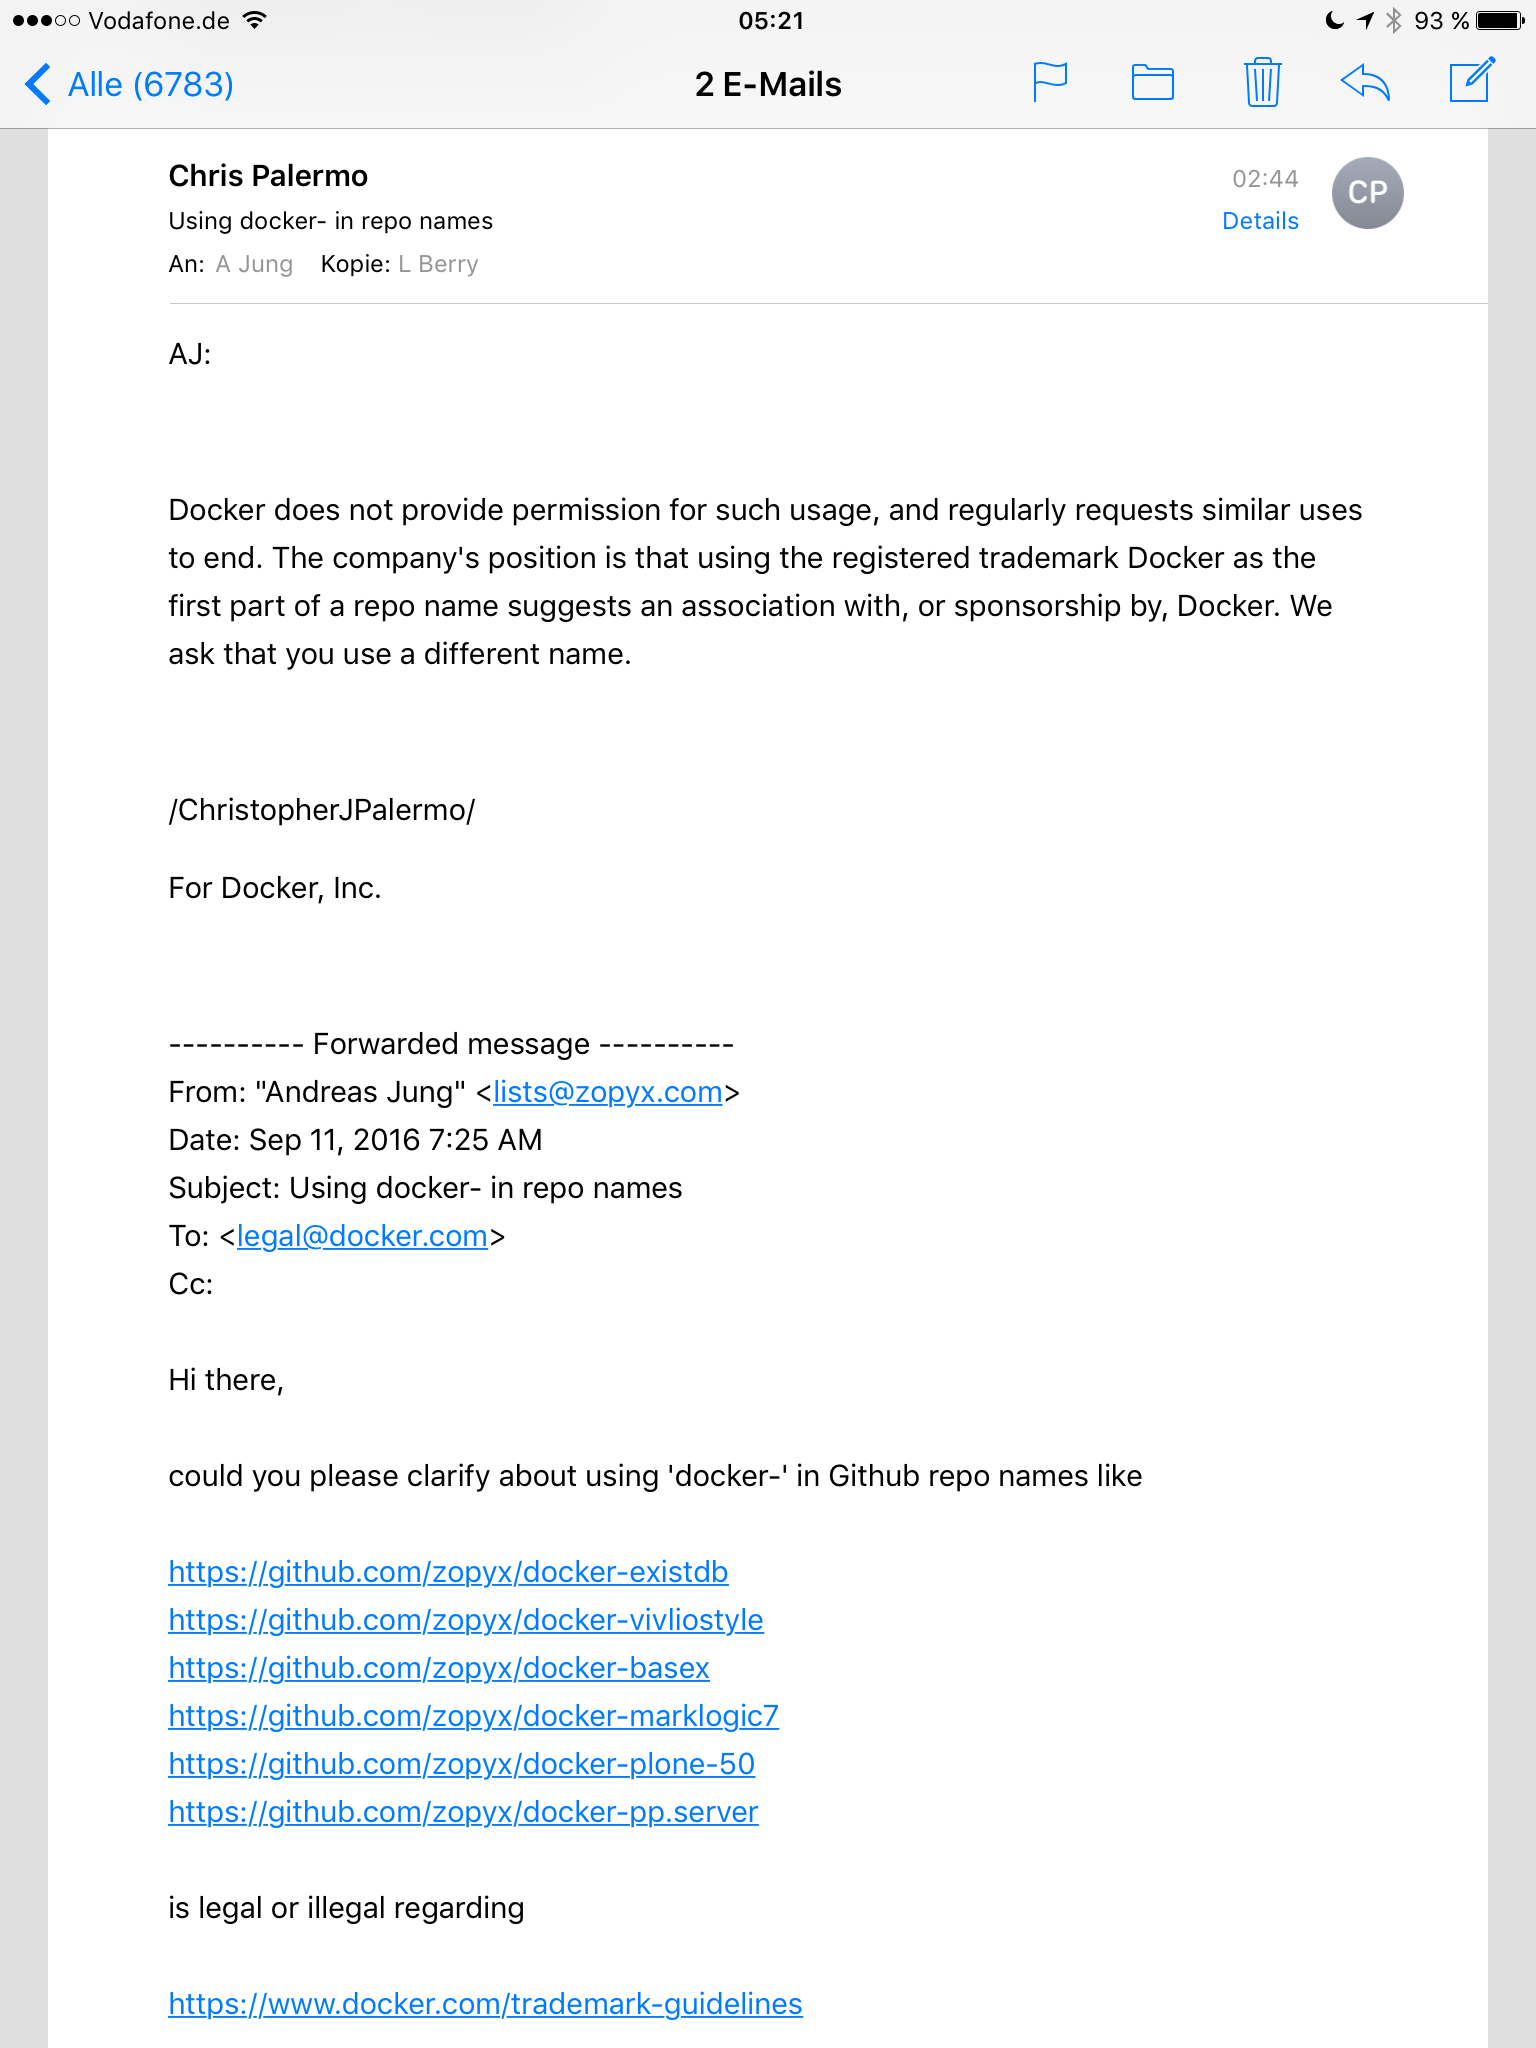 Vodafone.de 05:21 93 %
Alle (6783) 2 E-Mails
Chris Palermo 02:44 CP
Using docker- in repo names Details
An: A Jung Kopie: L Berry
AJ:
Docker does not provide permission for such usage, and regularly requests similar uses
to end. The company's position is that using the registered trademark Docker as the
first part of a repo name suggests an association with, or sponsorship by, Docker. We
ask that you use a different name.
/ChristopherJPalermo/
For Docker, Inc.
---------- Forwarded message ----------
From: "Andreas Jung" <lists@zopyx.com>
Date: Sep 11, 2016 7:25 AM
Subject: Using docker- in repo names
To: <legal@docker.com>
Cc:
Hi there,
could you please clarify about using 'docker-' in Github repo names like
https://github.com/zopyx/docker-existdb
https://github.com/zopyx/docker-vivliostyle
https://github.com/zopyx/docker-basex
https://github.com/zopyx/docker-marklogic7
https://github.com/zopyx/docker-plone-50
https://github.com/zopyx/docker-pp.server
is legal or illegal regarding
https://www.docker.com/trademark-guidelines